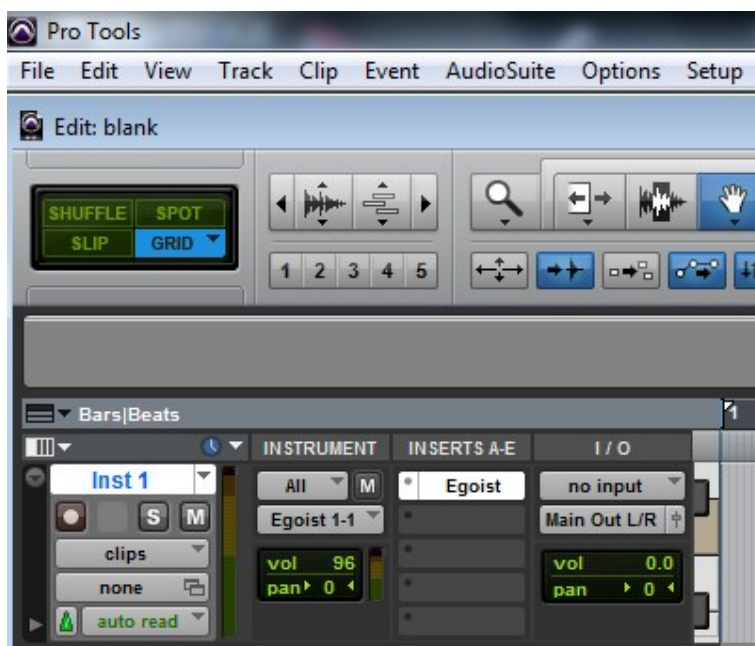 Pro Tools
File Edit View Track Clip Event AudioSuite Options Setup
Edit: blank
SHUFFLE SPOT
SLIP GRID
1 2 3 4 5
Bars|Beats
1
INSTRUMENT INSERTS A-E I / O
Inst 1 All M Egoist no input
S M Egoist 1-1 Main Out L/R
clips vol 96 vol 0.0
none pan 0 pan 0
auto read